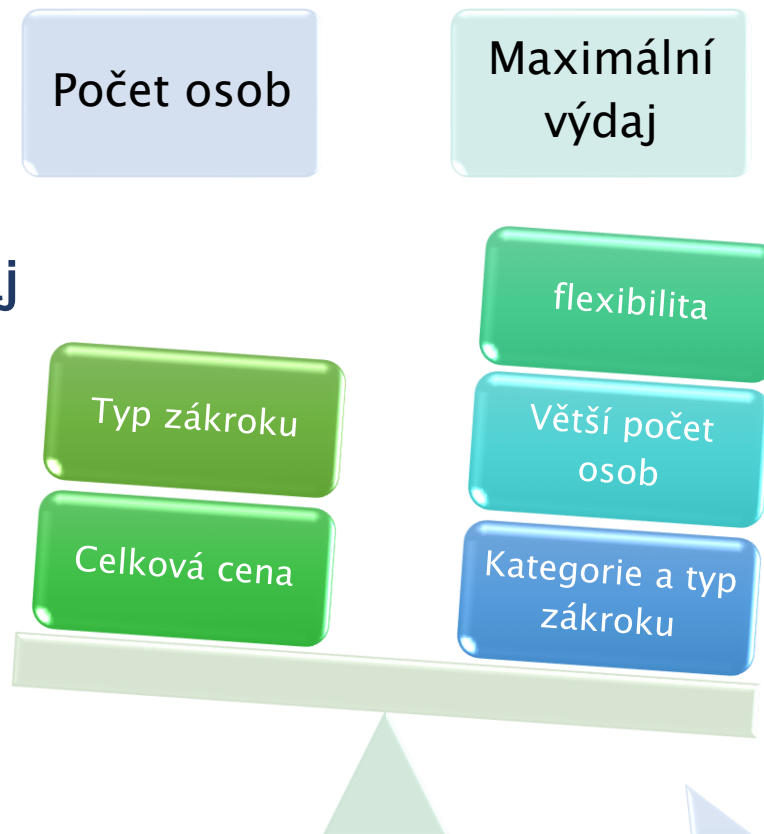 Počet osob
Maximální
výdaj
flexibilita
Typ zákroku
Větší počet
osob
Celková cena
Kategorie a typ
zákroku